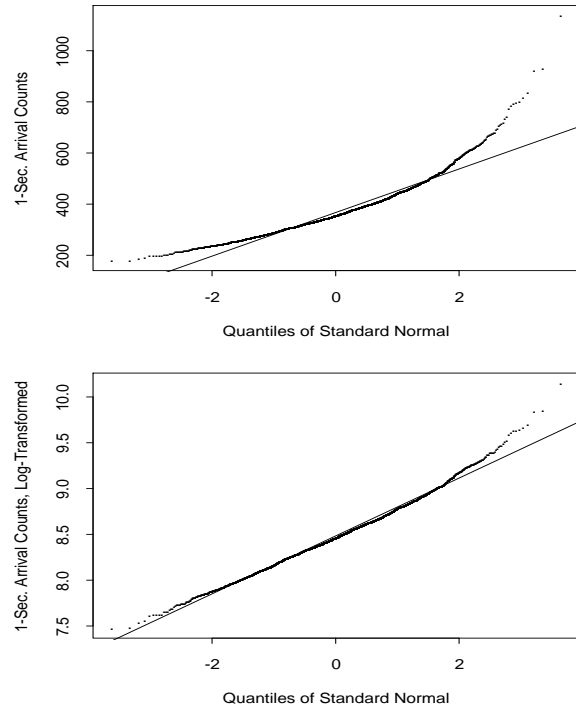 1-Sec. Arrival Counts
1000
800
600
400
200
-2 0 2
Quantiles of Standard Normal
1-Sec. Arrival Counts, Log-Transformed
10.0
9.5
9.0
8.5
8.0
7.5
-2 0 2
Quantiles of Standard Normal